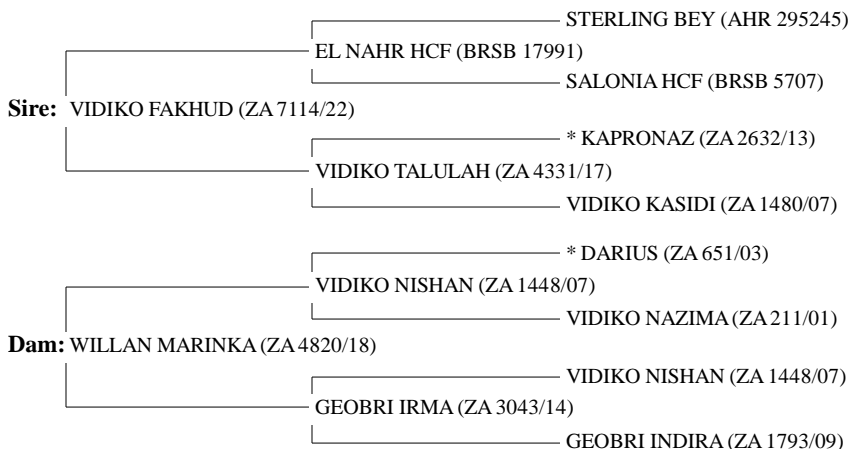 STERLING BEY (AHR 295245)
EL NAHR HCF (BRSB 17991)
SALONIA HCF (BRSB 5707)
Sire: VIDIKO FAKHUD (ZA 7114/22)
* KAPRONAZ (ZA 2632/13)
VIDIKO TALULAH (ZA 4331/17)
VIDIKO KASIDI (ZA 1480/07)
* DARIUS (ZA 651/03)
VIDIKO NISHAN (ZA 1448/07)
VIDIKO NAZIMA (ZA 211/01)
Dam: WILLAN MARINKA (ZA 4820/18)
VIDIKO NISHAN (ZA 1448/07)
GEOBRI IRMA (ZA 3043/14)
GEOBRI INDIRA (ZA 1793/09)